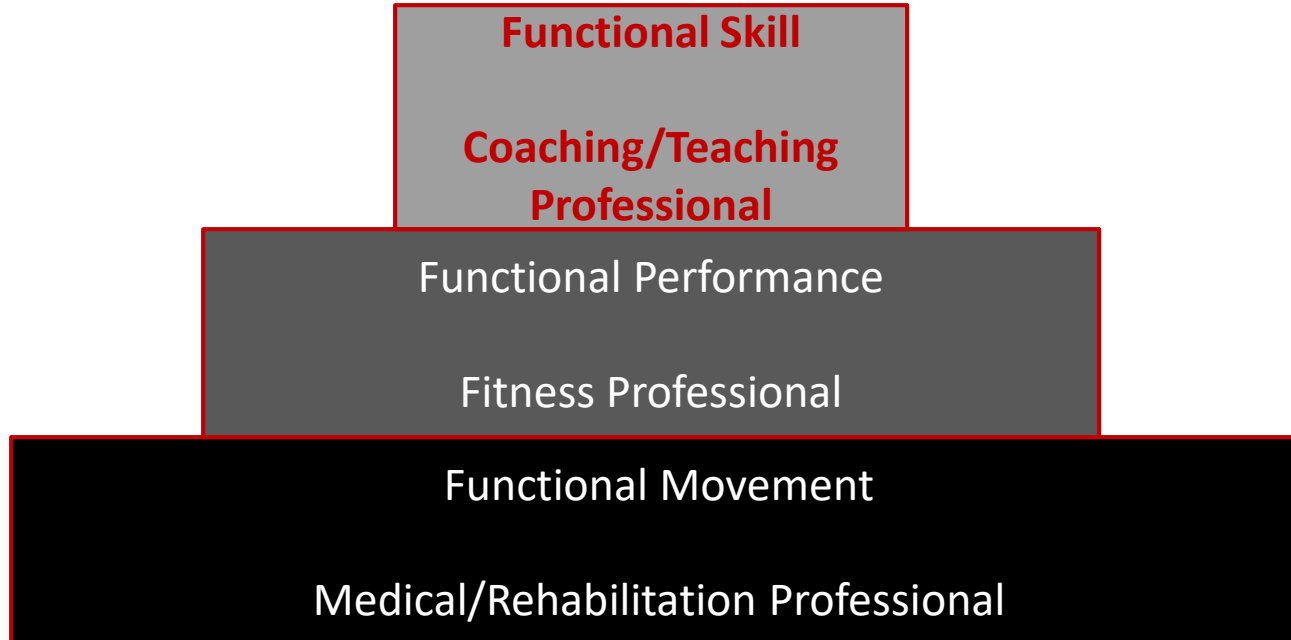 Functional Skill
Coaching/Teaching
Professional
Functional Performance
Fitness Professional
Functional Movement
Medical/Rehabilitation Professional